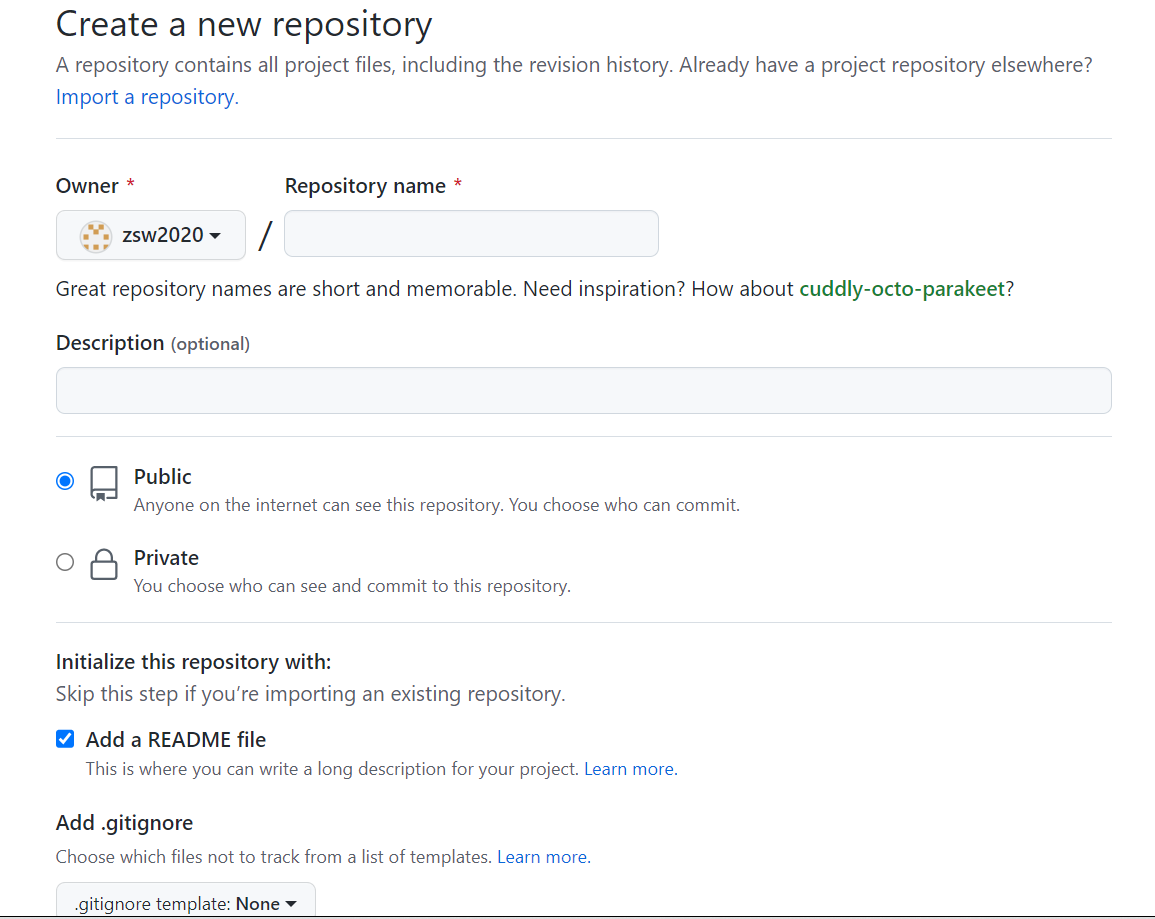 Create a new repository
A repository contains all project files, including the revision history. Already have a project repository elsewhere?
Import a repository.
Owner * Repository name *
zsw2020 /
Great repository names are short and memorable. Need inspiration? How about cuddly-octo-parakeet?
Description (optional)
Public
Anyone on the internet can see this repository. You choose who can commit.
Private
You choose who can see and commit to this repository.
Initialize this repository with:
Skip this step if you’re importing an existing repository.
Add a README file
This is where you can write a long description for your project. Learn more.
Add .gitignore
Choose which files not to track from a list of templates. Learn more.
.gitignore template: None